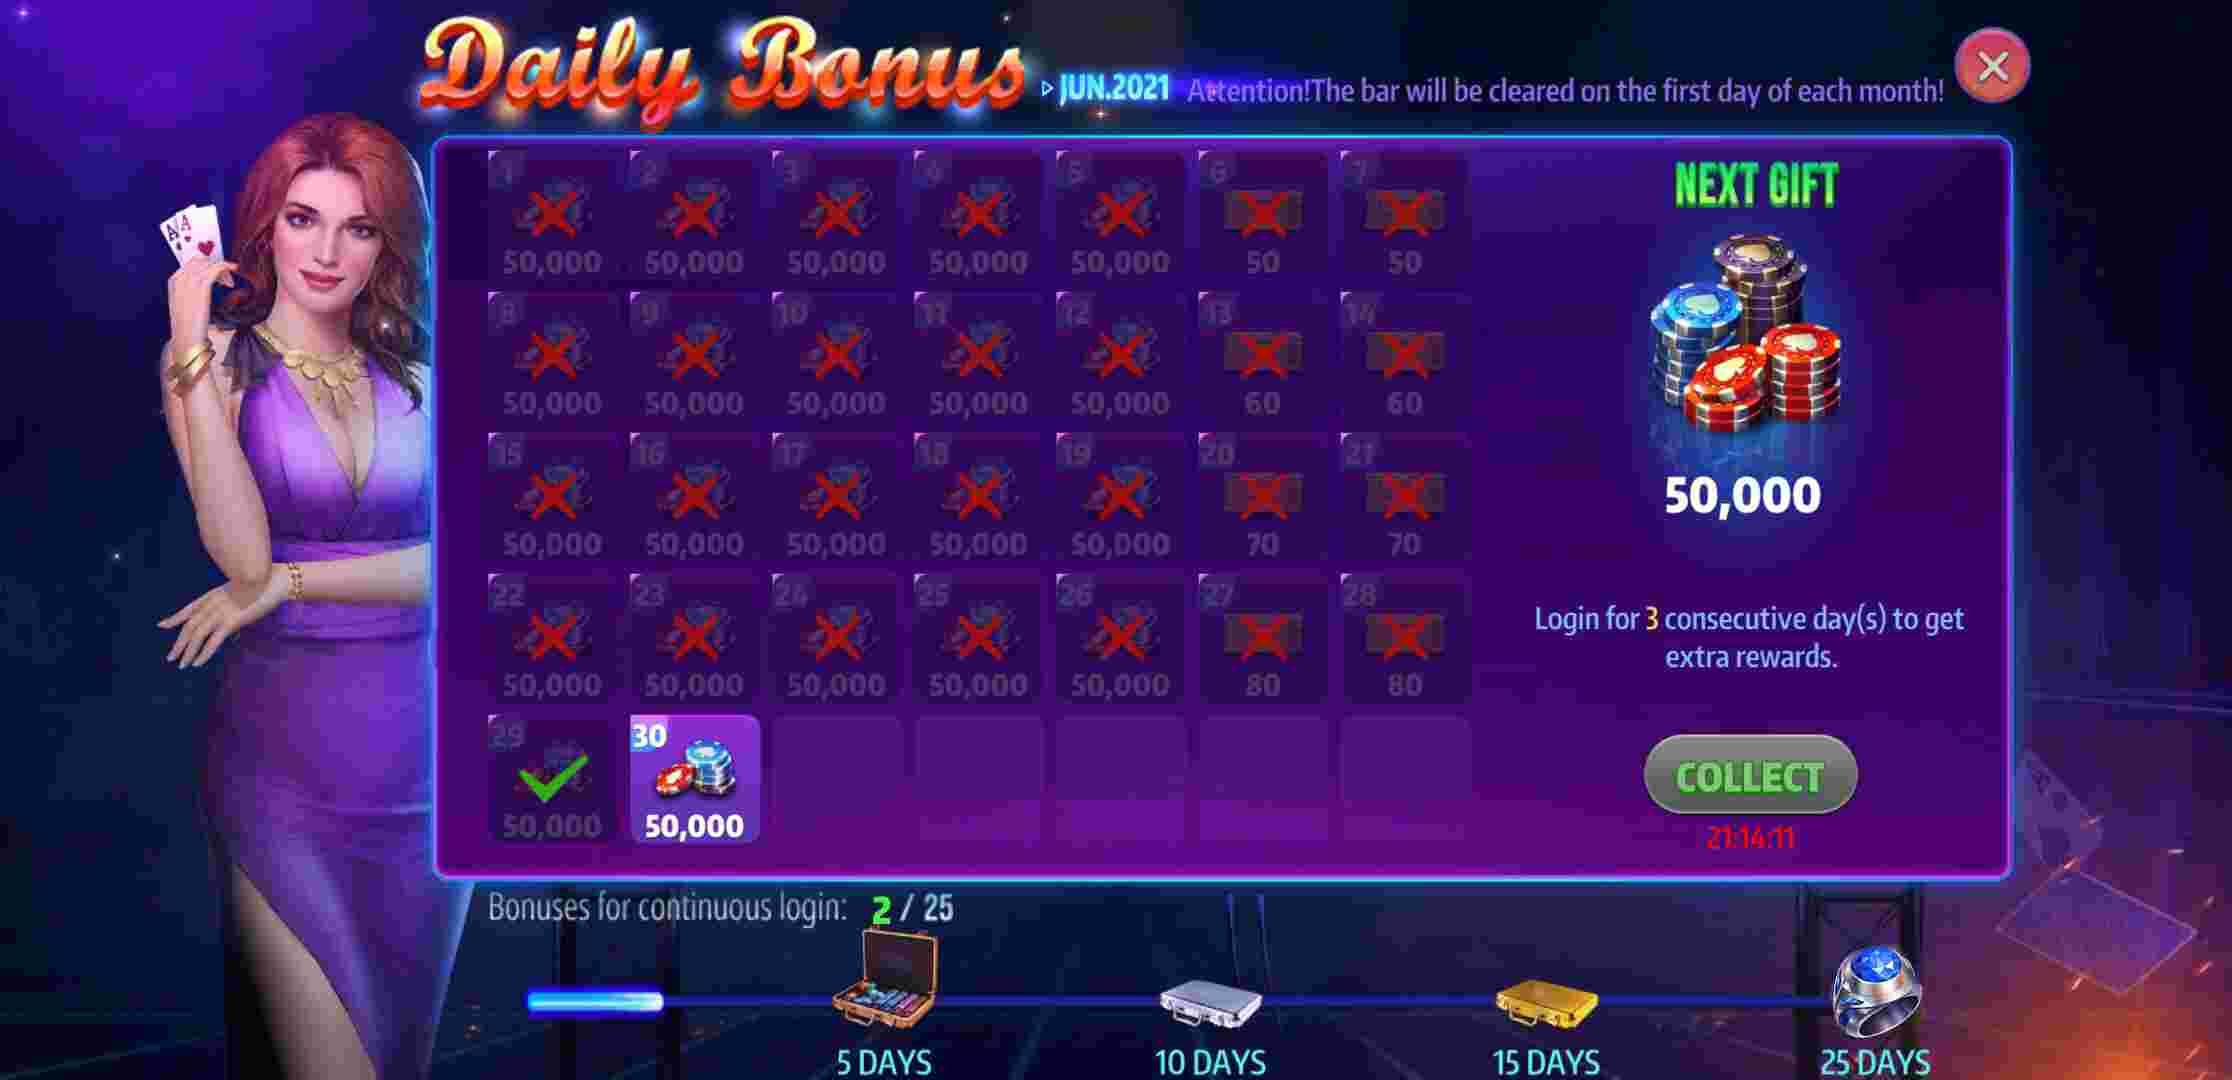 Daily Bonus
JUN.2021
Attention!The bar will be cleared on the first day of each month!
1 2 3 4 5 6 7
50,000 50,000 50,000 50,000 50,000 50 50
8 9 10 11 12 13 14
50,000 50,000 50,000 50,000 50,000 60 60
15 16 17 18 19 20 21
50,000 50,000 50,000 50,000 50,000 70 70
22 23 24 25 26 27 28
50,000 50,000 50,000 50,000 50,000 80 80
29 30
50,000 50,000
NEXT GIFT
50,000
Login for 3 consecutive day(s) to get
extra rewards.
COLLECT
21:14:11
Bonuses for continuous login: 2 / 25
5 DAYS 10 DAYS 15 DAYS 25 DAYS
A A